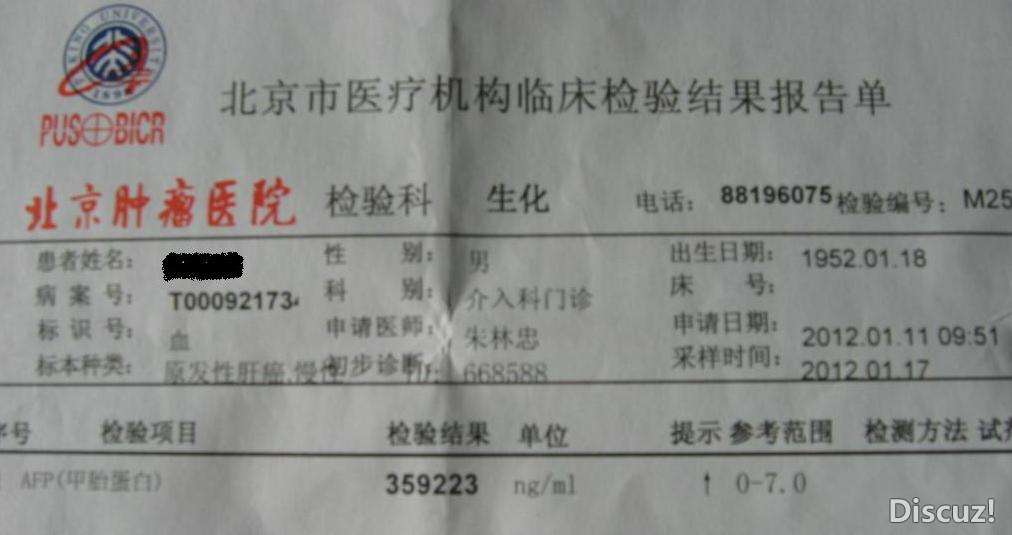 PEKING UNIVERSITY
PUS BICR
北京市医疗机构临床检验结果报告单
北京肿瘤医院 检验科 生化 电话: 88196075 检验编号: M25
患者姓名: 性 别: 男 出生日期: 1952.01.18
病 案 号: T00092173 科 别: 介入科门诊 床 号:
标 识 号: 血 申请医师: 朱林忠 申请日期: 2012.01.11 09:51
标本种类: 原发性肝癌,慢性 初步诊断: ID: 668588 采样时间: 2012.01.17
序号 检验项目 检验结果 单位 提示 参考范围 检测方法 试
AFP(甲胎蛋白) 359223 ng/ml ↑ 0-7.0
Discuz!